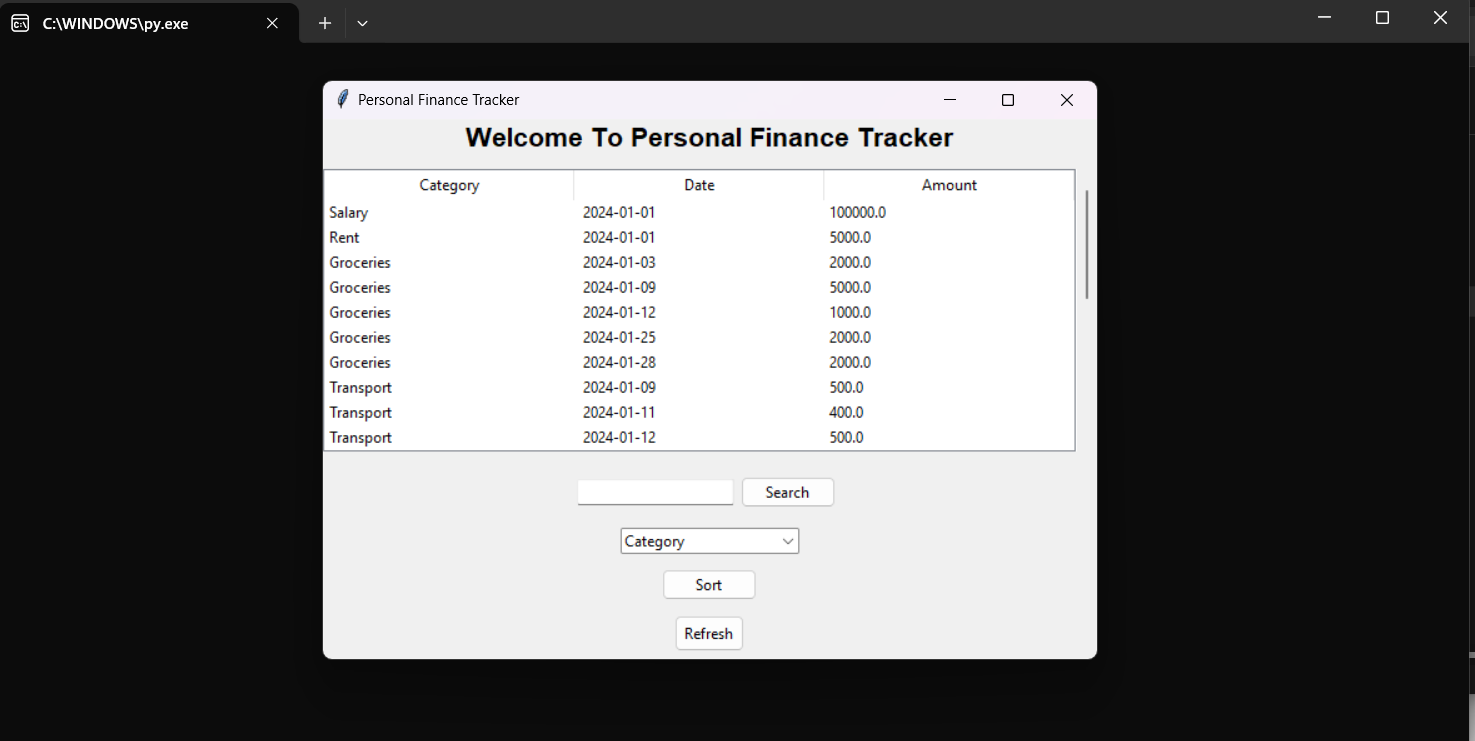 C:\WINDOWS\py.exe
Personal Finance Tracker
Welcome To Personal Finance Tracker
Category Date Amount
Salary 2024-01-01 100000.0
Rent 2024-01-01 5000.0
Groceries 2024-01-03 2000.0
Groceries 2024-01-09 5000.0
Groceries 2024-01-12 1000.0
Groceries 2024-01-25 2000.0
Groceries 2024-01-28 2000.0
Transport 2024-01-09 500.0
Transport 2024-01-11 400.0
Transport 2024-01-12 500.0
Search
Category
Sort
Refresh